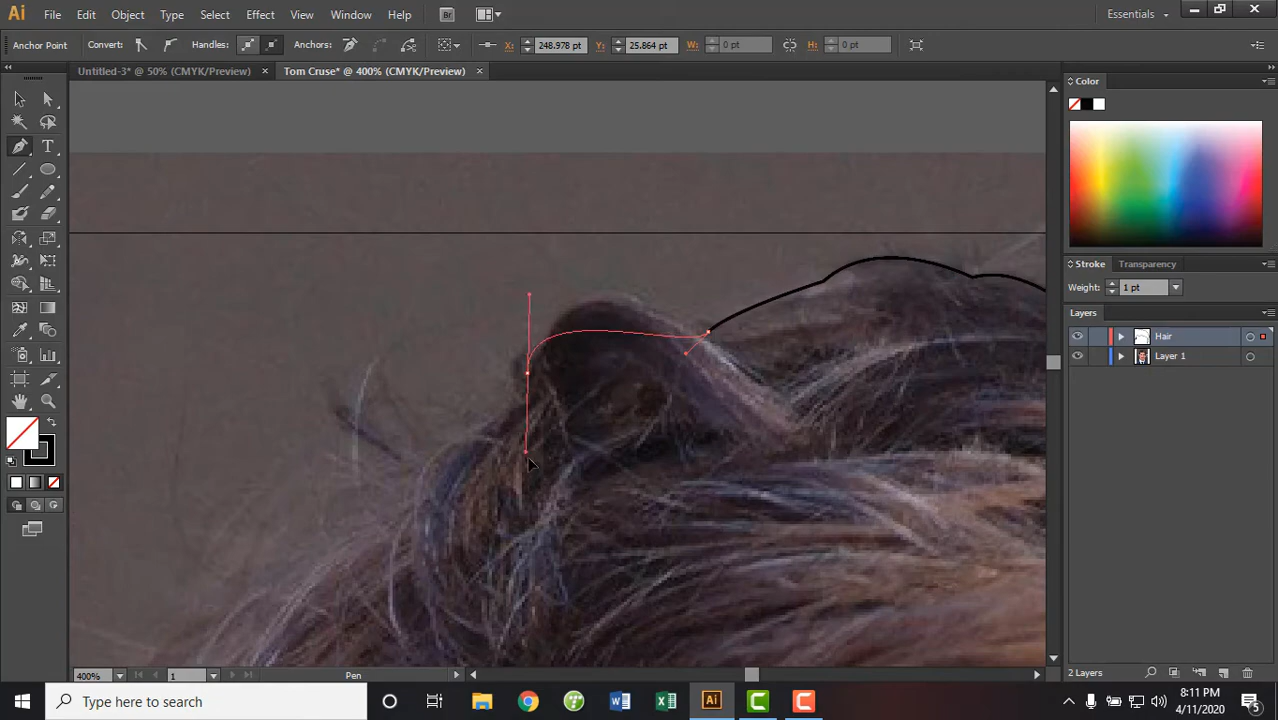 Ai File Edit Object Type Select Effect View Window Help Br Essentials
Anchor Point Convert: Handles: Anchors: X: 248.978 pt Y: 25.864 pt W: 0 pt H: 0 pt
Untitled-3* @ 50% (CMYK/Preview) × Tom Cruse* @ 400% (CMYK/Preview) ×
Color
Stroke Transparency
Weight: 1 pt
Layers
Hair
Layer 1
2 Layers
400% 1 Pen
Type here to search
8:11 PM
4/11/2020
5